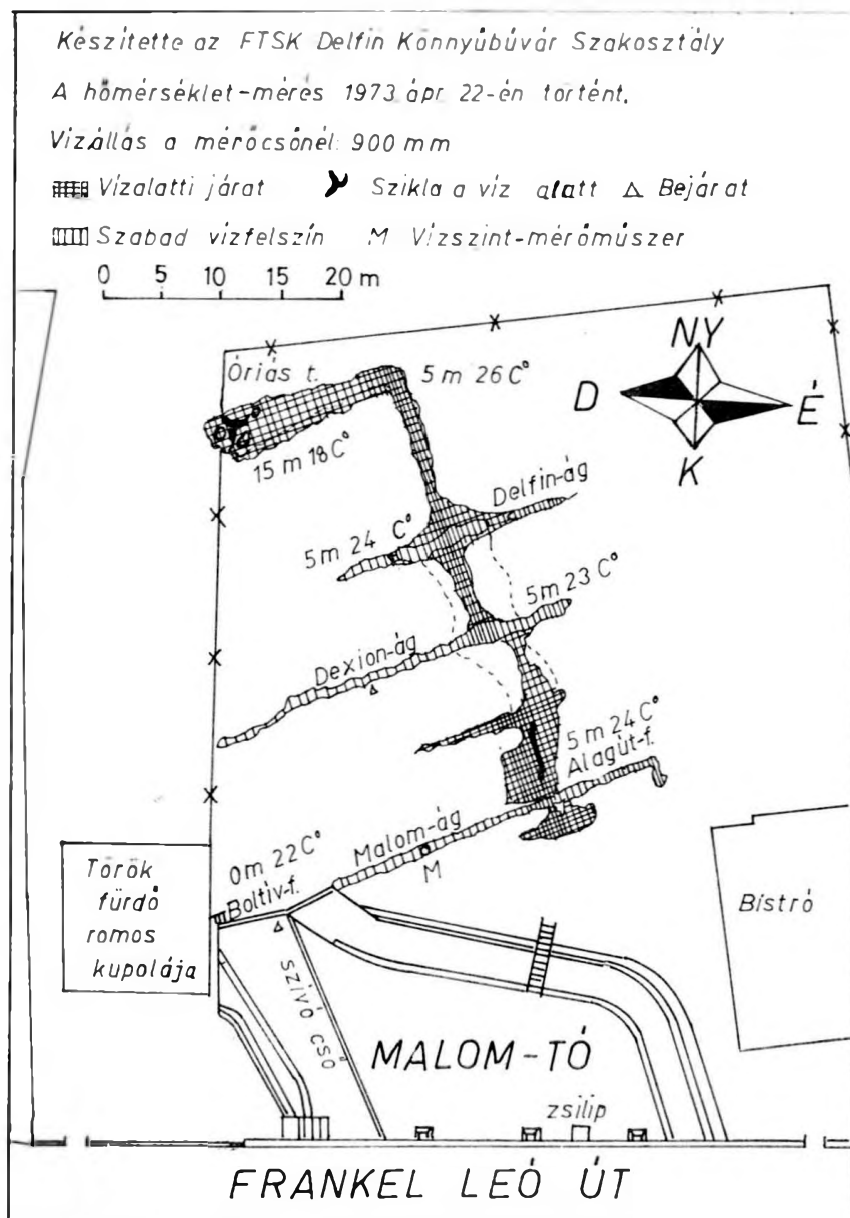 Készítette az FTSK Delfin Könnyűbúvár Szakosztály
A hőmérséklet-mérés 1973 ápr 22-én tortént.
Vízállás a mérőcsőnél: 900 mm
Vízalatti járat Szikla a víz alatt Bejárat
Szabad vízfelszín M Vízszint-mérőműszer
0 5 10 15 20 m
NY
D
É
K
Óriás t.
5 m 26 C°
15 m 18 C°
Delfin-ág
5 m 24 C°
5 m 23 C°
Dexion-ág
5 m 24 C°
Alagút-f.
Malom-ág
M
0 m 22 C°
Boltív-f.
Török
fürdő
romos
kupolája
Bistró
szívó cső
MALOM-TÓ
zsilip
FRANKEL LEÓ ÚT